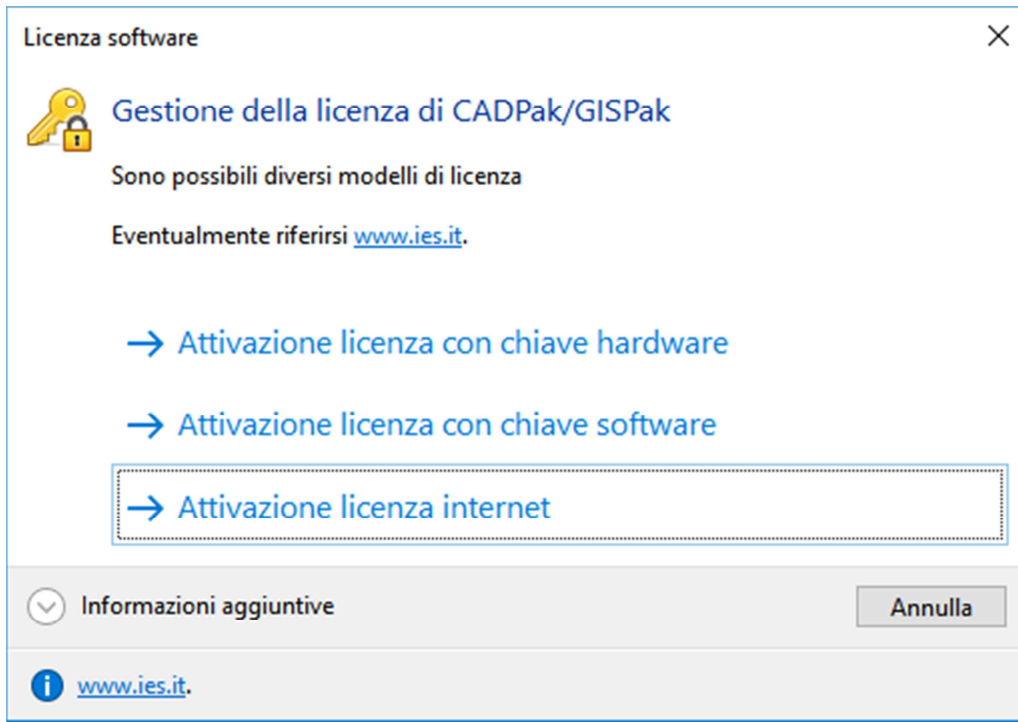 Licenza software
Gestione della licenza di CADPak/GISPak
Sono possibili diversi modelli di licenza
Eventualmente riferirsi www.ies.it.
Attivazione licenza con chiave hardware
Attivazione licenza con chiave software
Attivazione licenza internet
Informazioni aggiuntive
Annulla
www.ies.it.